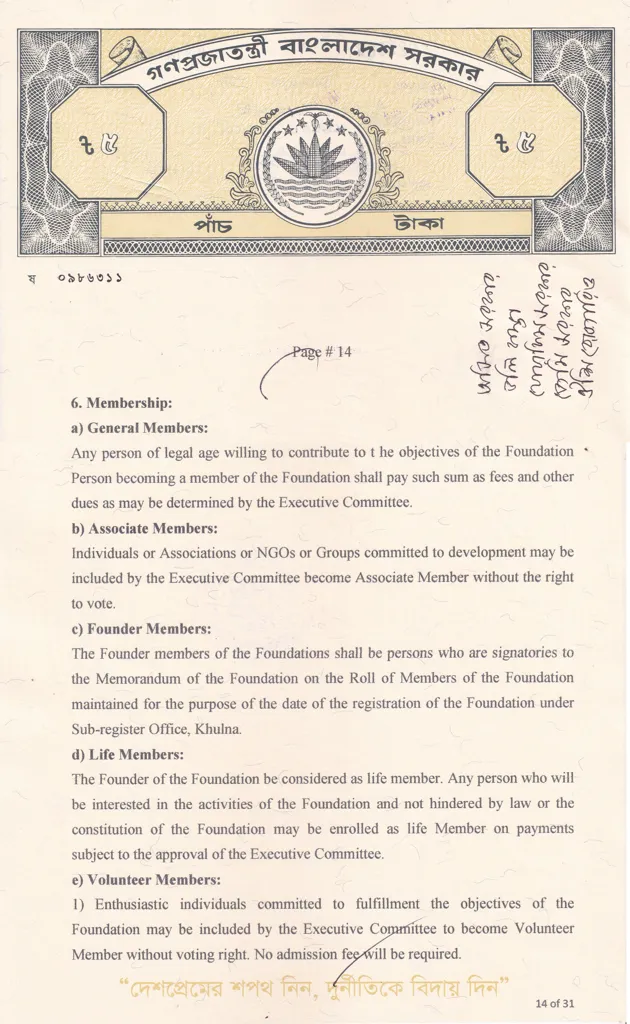 গণপ্রজাতন্ত্রী বাংলাদেশ সরকার
৳ ৫
৳ ৫
পাঁচ টাকা
ষ ০৯৮৬৩১১
Page # 14
6. Membership:
a) General Members:
Any person of legal age willing to contribute to t he objectives of the Foundation
Person becoming a member of the Foundation shall pay such sum as fees and other
dues as may be determined by the Executive Committee.
b) Associate Members:
Individuals or Associations or NGOs or Groups committed to development may be
included by the Executive Committee become Associate Member without the right
to vote.
c) Founder Members:
The Founder members of the Foundations shall be persons who are signatories to
the Memorandum of the Foundation on the Roll of Members of the Foundation
maintained for the purpose of the date of the registration of the Foundation under
Sub-register Office, Khulna.
d) Life Members:
The Founder of the Foundation be considered as life member. Any person who will
be interested in the activities of the Foundation and not hindered by law or the
constitution of the Foundation may be enrolled as life Member on payments
subject to the approval of the Executive Committee.
e) Volunteer Members:
1) Enthusiastic individuals committed to fulfillment the objectives of the
Foundation may be included by the Executive Committee to become Volunteer
Member without voting right. No admission fee will be required.
“দেশপ্রেমের শপথ নিন, দুর্নীতিকে বিদায় দিন”
14 of 31